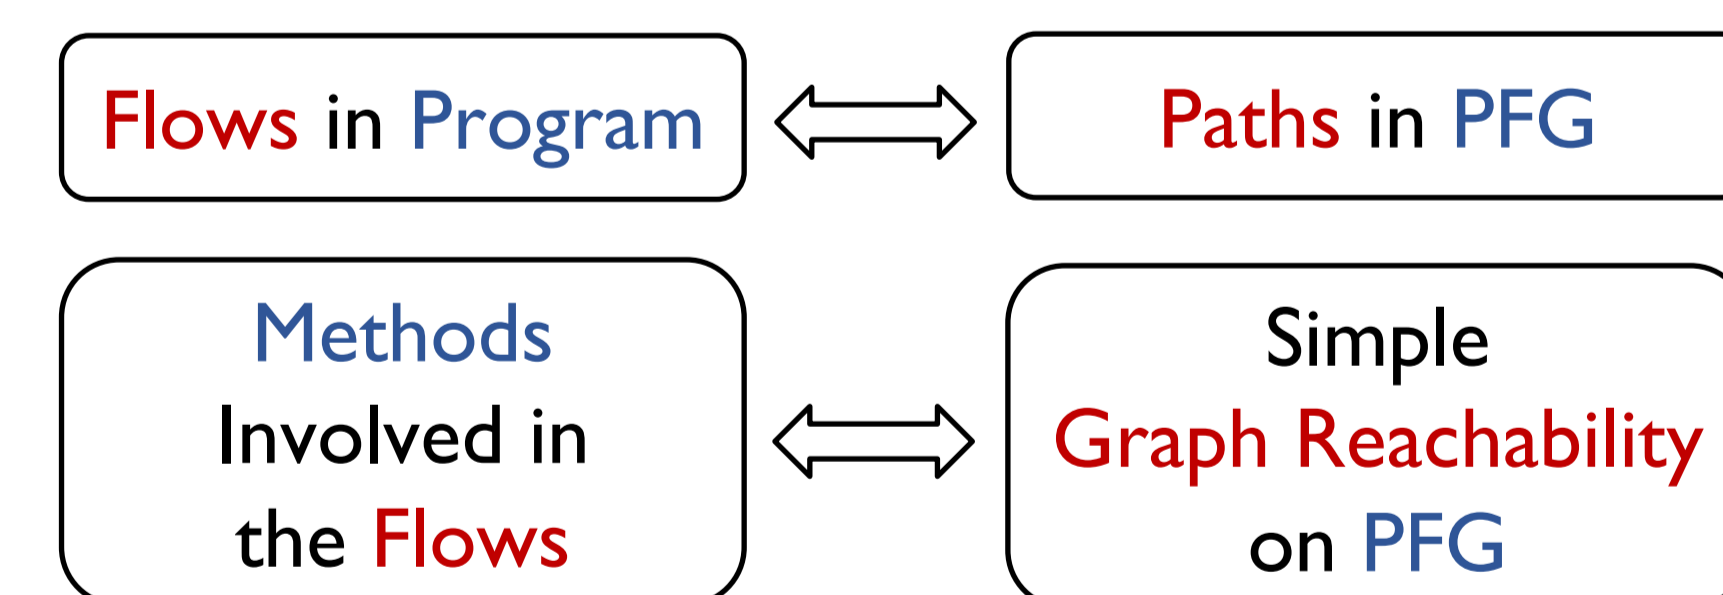 Flows in Program
Paths in PFG
Methods
Involved in
the Flows
Simple
Graph Reachability
on PFG